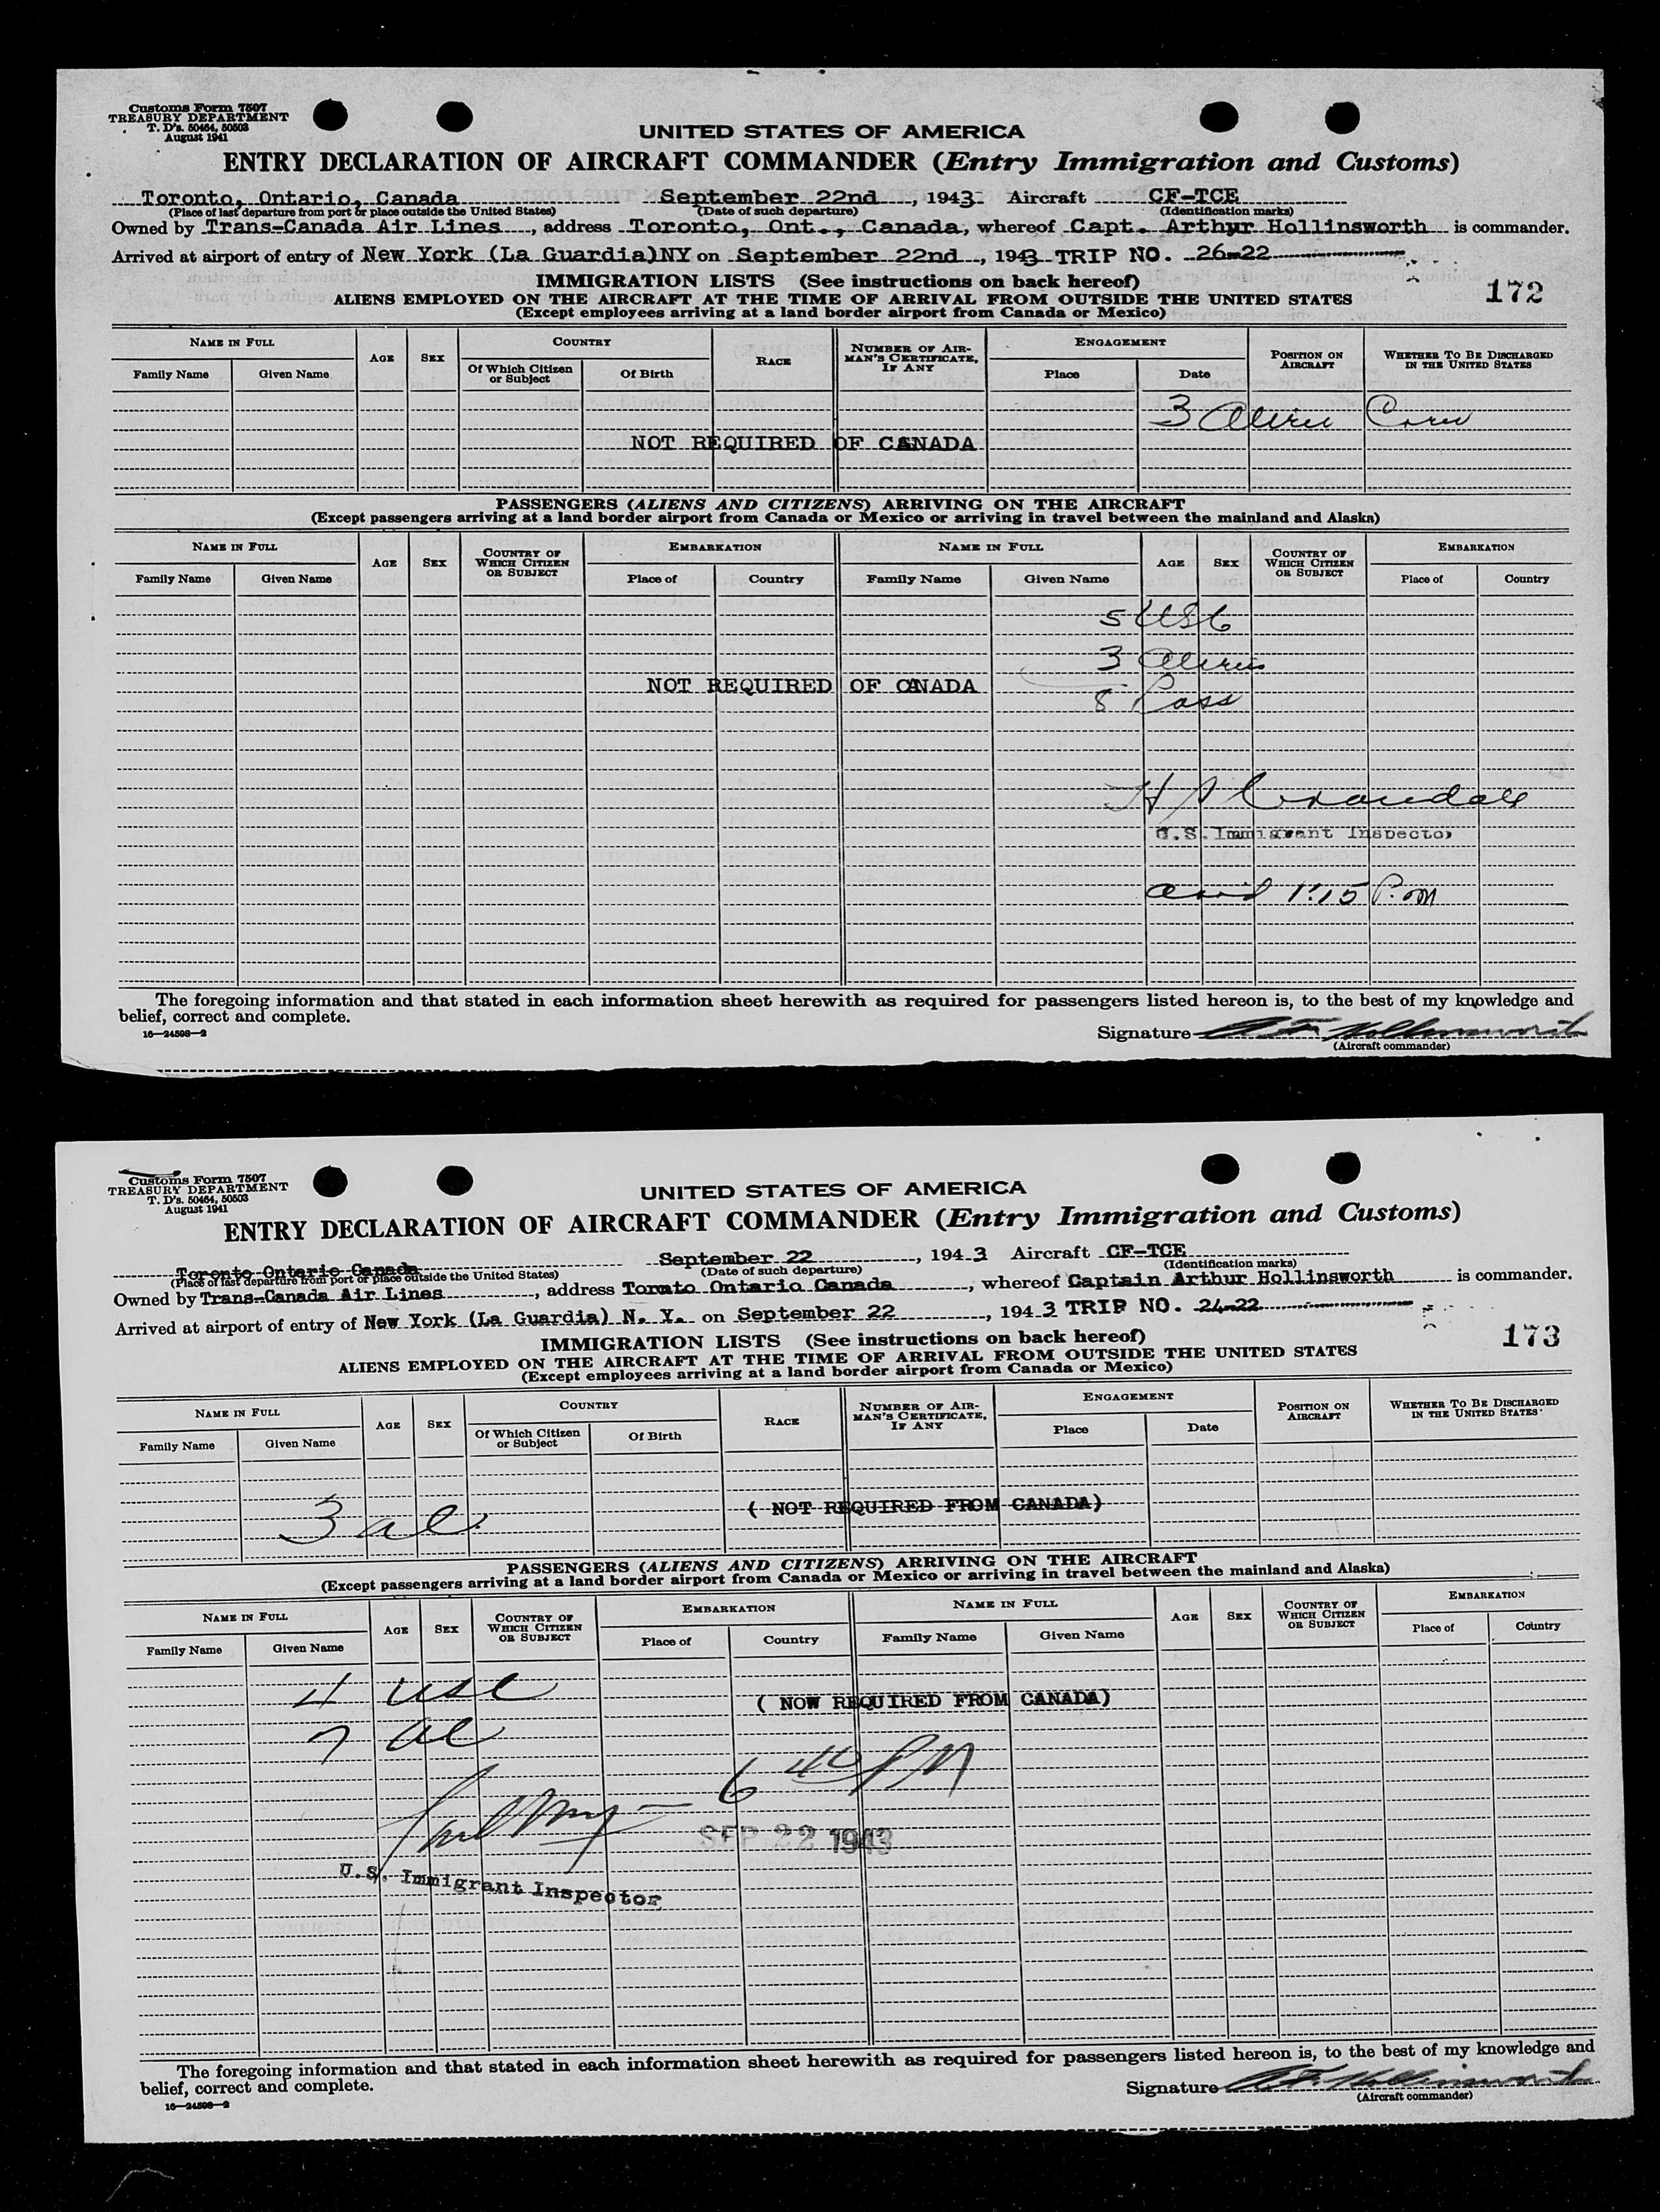 Customs Form 7507
TREASURY DEPARTMENT
T. D's. 50464, 50503
August 1941
UNITED STATES OF AMERICA
ENTRY DECLARATION OF AIRCRAFT COMMANDER (Entry Immigration and Customs)
Toronto, Ontario, Canada September 22nd, 1943 Aircraft CF-TCE
(Place of last departure from port or place outside the United States) (Date of such departure) (Identification marks)
Owned by Trans-Canada Air Lines, address Toronto, Ont., Canada, whereof Capt. Arthur Hollinsworth is commander.
Arrived at airport of entry of New York (La Guardia)NY on September 22nd, 1943 TRIP NO. 26-22
IMMIGRATION LISTS (See instructions on back hereof)
172
ALIENS EMPLOYED ON THE AIRCRAFT AT THE TIME OF ARRIVAL FROM OUTSIDE THE UNITED STATES
(Except employees arriving at a land border airport from Canada or Mexico)
NAME IN FULL AGE SEX COUNTRY RACE NUMBER OF AIRMAN'S CERTIFICATE, IF ANY ENGAGEMENT POSITION ON AIRCRAFT WHETHER TO BE DISCHARGED IN THE UNITED STATES
Family Name Given Name Of Which Citizen or Subject Of Birth Place Date
3 Alien
NOT REQUIRED OF CANADA
PASSENGERS (ALIENS AND CITIZENS) ARRIVING ON THE AIRCRAFT
(Except passengers arriving at a land border airport from Canada or Mexico or arriving in travel between the mainland and Alaska)
NAME IN FULL AGE SEX COUNTRY OF WHICH CITIZEN OR SUBJECT EMBARKATION NAME IN FULL AGE SEX COUNTRY OF WHICH CITIZEN OR SUBJECT EMBARKATION
Family Name Given Name Place of Country Family Name Given Name Place of Country
5 USC
3 Aliens
NOT REQUIRED OF CANADA
8 Pass
H Crandall
U.S. Immigrant Inspector
arrid 1:15 P.M
The foregoing information and that stated in each information sheet herewith as required for passengers listed hereon is, to the best of my knowledge and
belief, correct and complete.
16—24598—2
Signature A.F. Hollinsworth
(Aircraft commander)
Customs Form 7507
TREASURY DEPARTMENT
T. D's. 50464, 50503
August 1941
UNITED STATES OF AMERICA
ENTRY DECLARATION OF AIRCRAFT COMMANDER (Entry Immigration and Customs)
Toronto Ontario Canada September 22, 1943 Aircraft CF-TCE
(Place of last departure from port or place outside the United States) (Date of such departure) (Identification marks)
Owned by Trans-Canada Air Lines, address Toronto Ontario Canada, whereof Captain Arthur Hollinsworth is commander.
Arrived at airport of entry of New York (La Guardia) N. Y. on September 22, 1943 TRIP NO. 24-22
IMMIGRATION LISTS (See instructions on back hereof)
173
ALIENS EMPLOYED ON THE AIRCRAFT AT THE TIME OF ARRIVAL FROM OUTSIDE THE UNITED STATES
(Except employees arriving at a land border airport from Canada or Mexico)
NAME IN FULL AGE SEX COUNTRY RACE NUMBER OF AIRMAN'S CERTIFICATE, IF ANY ENGAGEMENT POSITION ON AIRCRAFT WHETHER TO BE DISCHARGED IN THE UNITED STATES
Family Name Given Name Of Which Citizen or Subject Of Birth Place Date
( NOT REQUIRED FROM CANADA)
3 al
PASSENGERS (ALIENS AND CITIZENS) ARRIVING ON THE AIRCRAFT
(Except passengers arriving at a land border airport from Canada or Mexico or arriving in travel between the mainland and Alaska)
NAME IN FULL AGE SEX COUNTRY OF WHICH CITIZEN OR SUBJECT EMBARKATION NAME IN FULL AGE SEX COUNTRY OF WHICH CITIZEN OR SUBJECT EMBARKATION
Family Name Given Name Place of Country Family Name Given Name Place of Country
4 usc
( NOW REQUIRED FROM CANADA)
7 al
6 40 PM
SEP 22 1943
U.S. Immigrant Inspector
The foregoing information and that stated in each information sheet herewith as required for passengers listed hereon is, to the best of my knowledge and
belief, correct and complete.
16—24598—2
Signature A.F. Hollinsworth
(Aircraft commander)